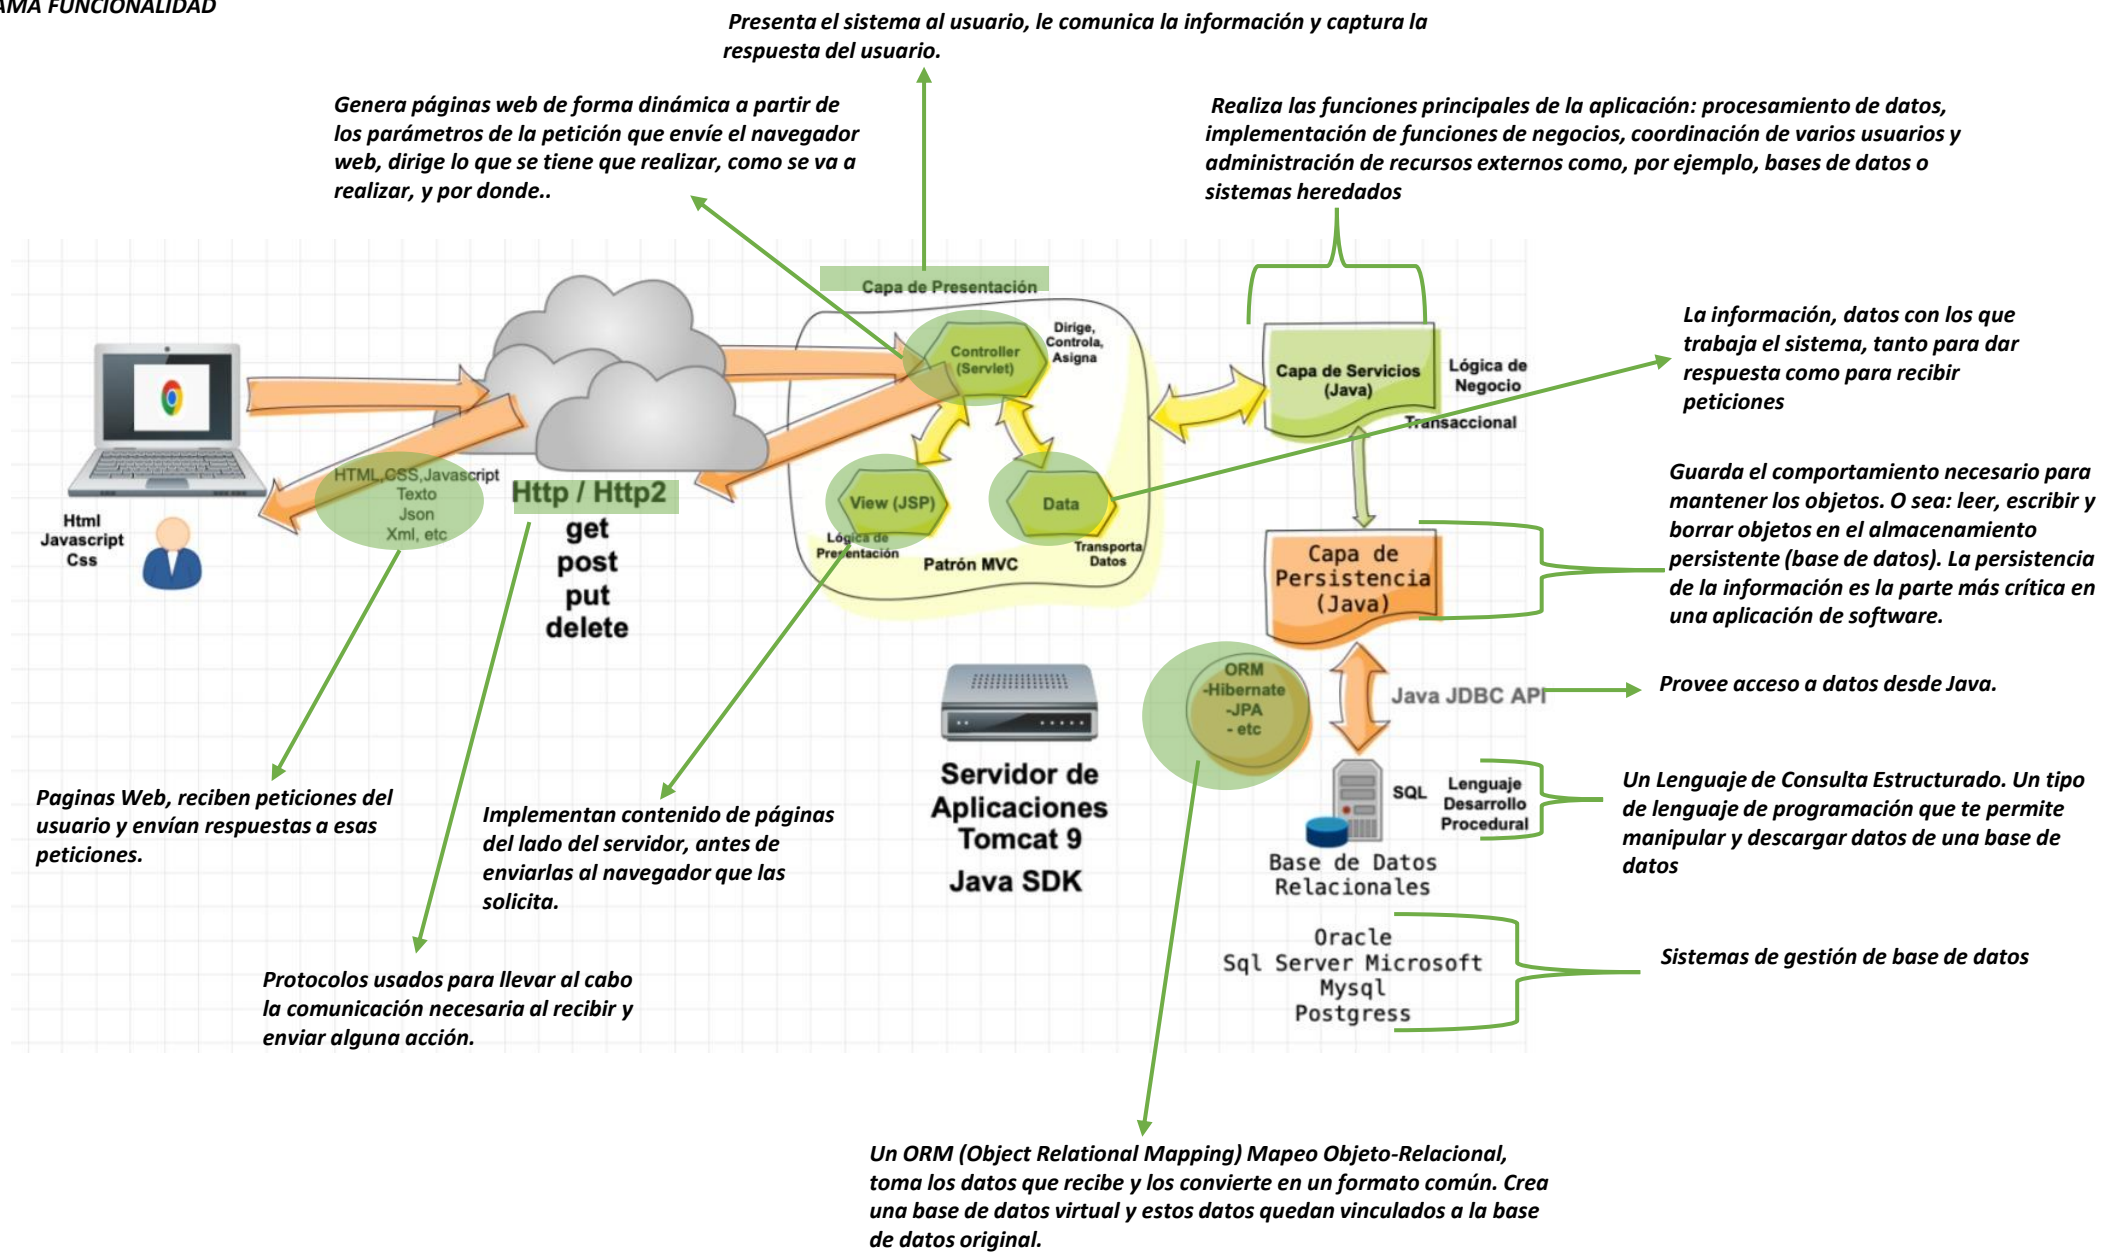 AMA FUNCIONALIDAD
Presenta el sistema al usuario, le comunica la información y captura la
respuesta del usuario.
Genera páginas web de forma dinámica a partir de
los parámetros de la petición que envíe el navegador
web, dirige lo que se tiene que realizar, como se va a
realizar, y por donde..
Realiza las funciones principales de la aplicación: procesamiento de datos,
implementación de funciones de negocios, coordinación de varios usuarios y
administración de recursos externos como, por ejemplo, bases de datos o
sistemas heredados
Capa de Presentación
Controller
(Servlet)
Dirige,
Controla,
Asigna
View (JSP)
Lógica de
Presentación
Data
Transporta
Datos
Patrón MVC
Capa de Servicios
(Java)
Lógica de
Negocio
Transaccional
La información, datos con los que
trabaja el sistema, tanto para dar
respuesta como para recibir
peticiones
Html
Javascript
Css
HTML,CSS,Javascript
Texto
Json
Xml, etc
Http / Http2
get
post
put
delete
Capa de
Persistencia
(Java)
Guarda el comportamiento necesario para
mantener los objetos. O sea: leer, escribir y
borrar objetos en el almacenamiento
persistente (base de datos). La persistencia
de la información es la parte más crítica en
una aplicación de software.
ORM
-Hibernate
-JPA
- etc
Java JDBC API
Provee acceso a datos desde Java.
Servidor de
Aplicaciones
Tomcat 9
Java SDK
SQL
Lenguaje
Desarrollo
Procedural
Un Lenguaje de Consulta Estructurado. Un tipo
de lenguaje de programación que te permite
manipular y descargar datos de una base de
datos
Base de Datos
Relacionales
Oracle
Sql Server Microsoft
Mysql
Postgress
Sistemas de gestión de base de datos
Paginas Web, reciben peticiones del
usuario y envían respuestas a esas
peticiones.
Implementan contenido de páginas
del lado del servidor, antes de
enviarlas al navegador que las
solicita.
Protocolos usados para llevar al cabo
la comunicación necesaria al recibir y
enviar alguna acción.
Un ORM (Object Relational Mapping) Mapeo Objeto-Relacional,
toma los datos que recibe y los convierte en un formato común. Crea
una base de datos virtual y estos datos quedan vinculados a la base
de datos original.